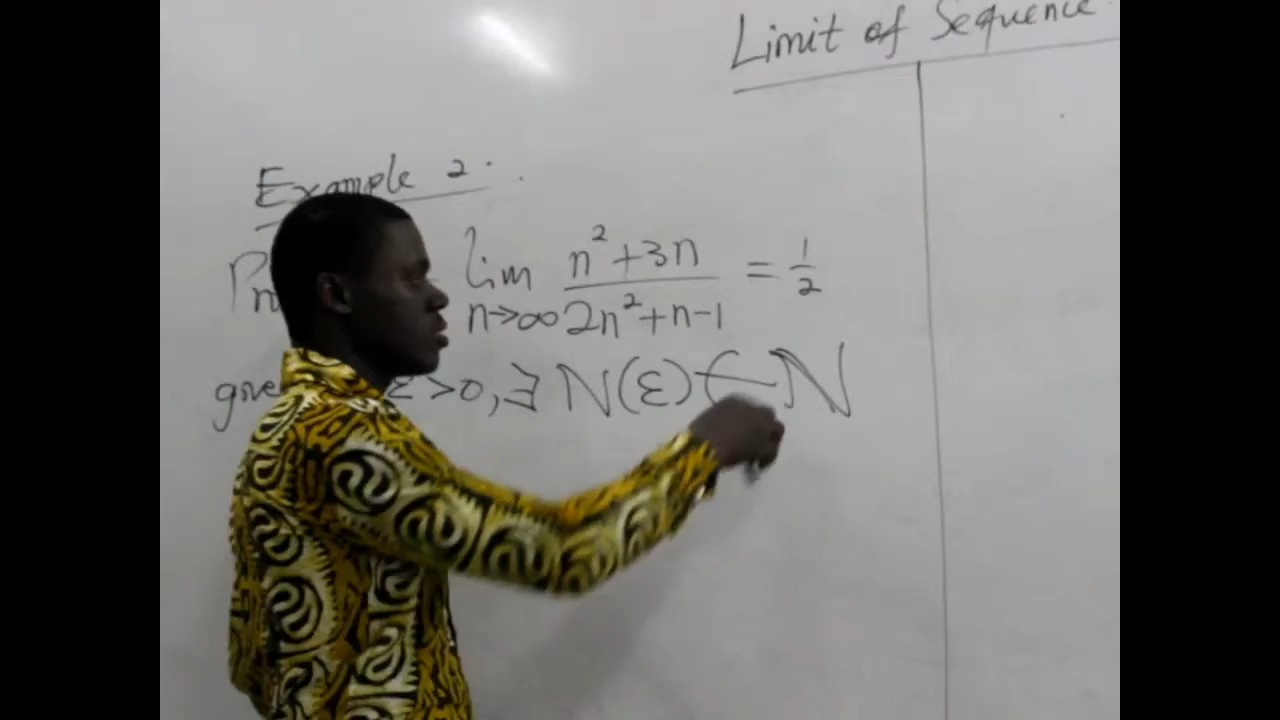 Limit of Sequence
Example 2.
lim n→∞ (n²+3n)/(2n²+n-1) = 1/2
ε>0, ∃ N(ε) ∈ ℕ